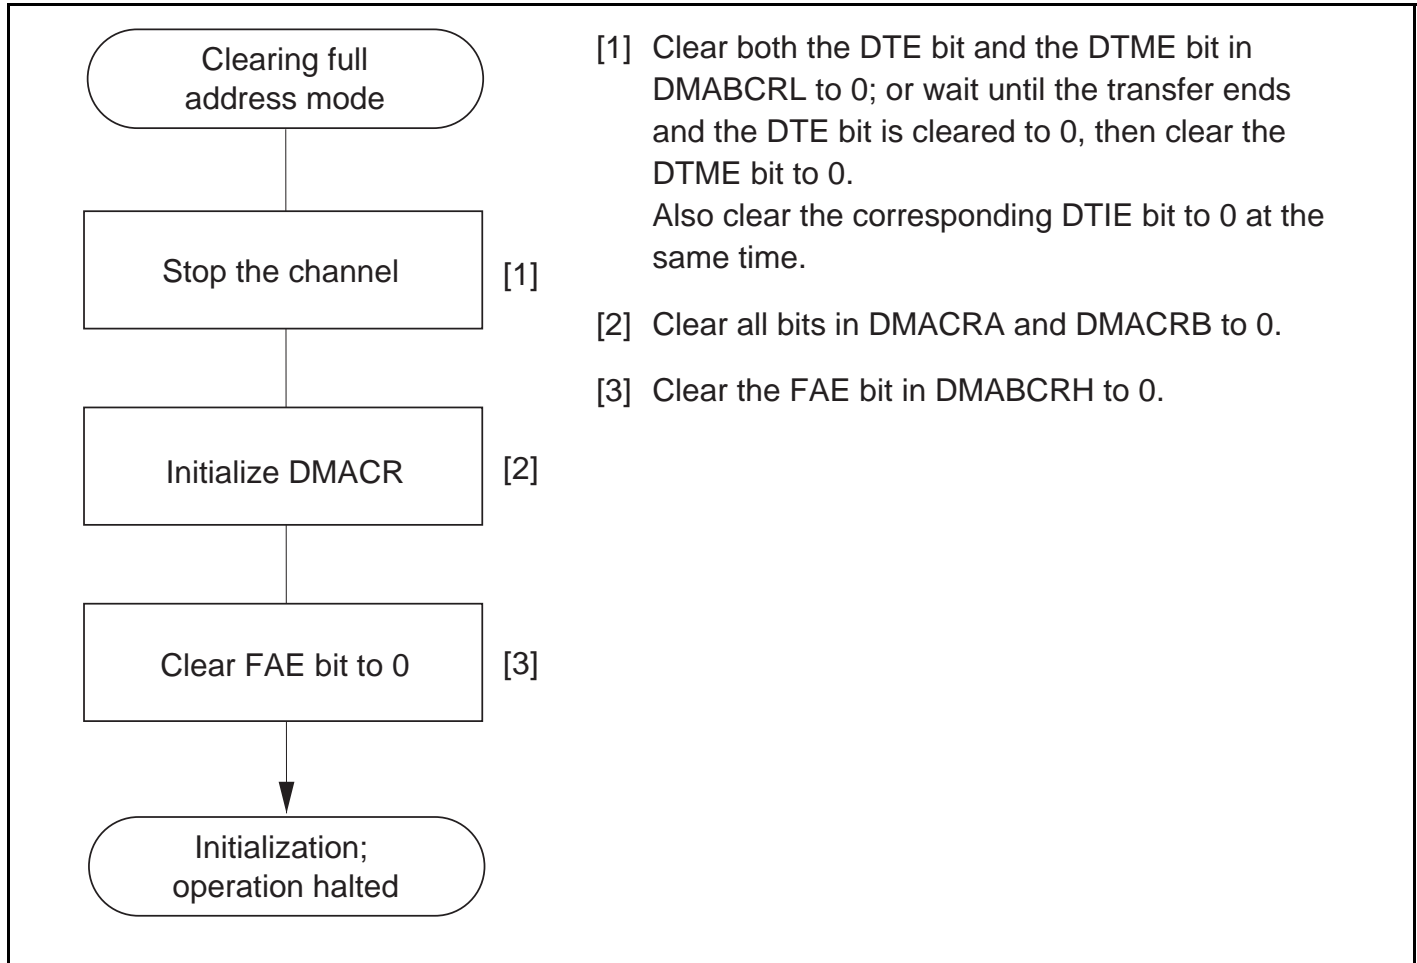 Clearing full
address mode
Stop the channel
[1]
Initialize DMACR
[2]
Clear FAE bit to 0
[3]
Initialization;
operation halted
[1] Clear both the DTE bit and the DTME bit in
DMABCRL to 0; or wait until the transfer ends
and the DTE bit is cleared to 0, then clear the
DTME bit to 0.
Also clear the corresponding DTIE bit to 0 at the
same time.
[2] Clear all bits in DMACRA and DMACRB to 0.
[3] Clear the FAE bit in DMABCRH to 0.